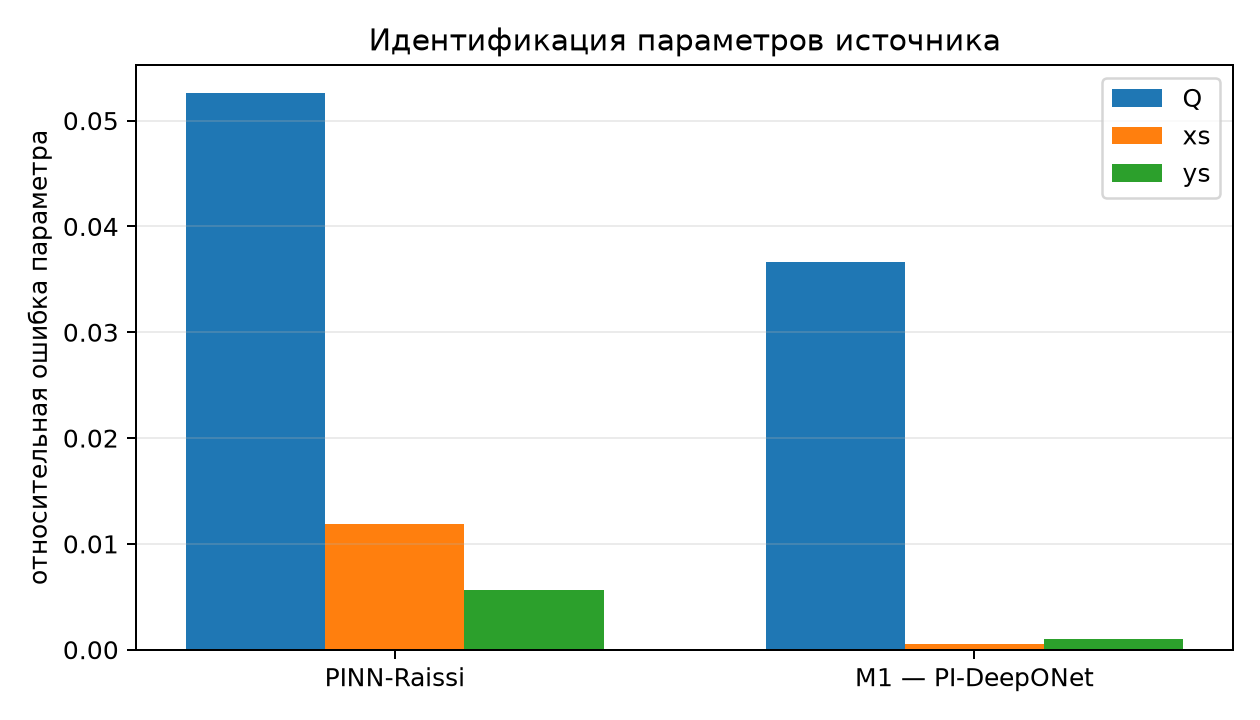 Идентификация параметров источника
относительная ошибка параметра
0.05
0.04
0.03
0.02
0.01
0.00
Q
xs
ys
PINN-Raissi
M1 — PI-DeepONet